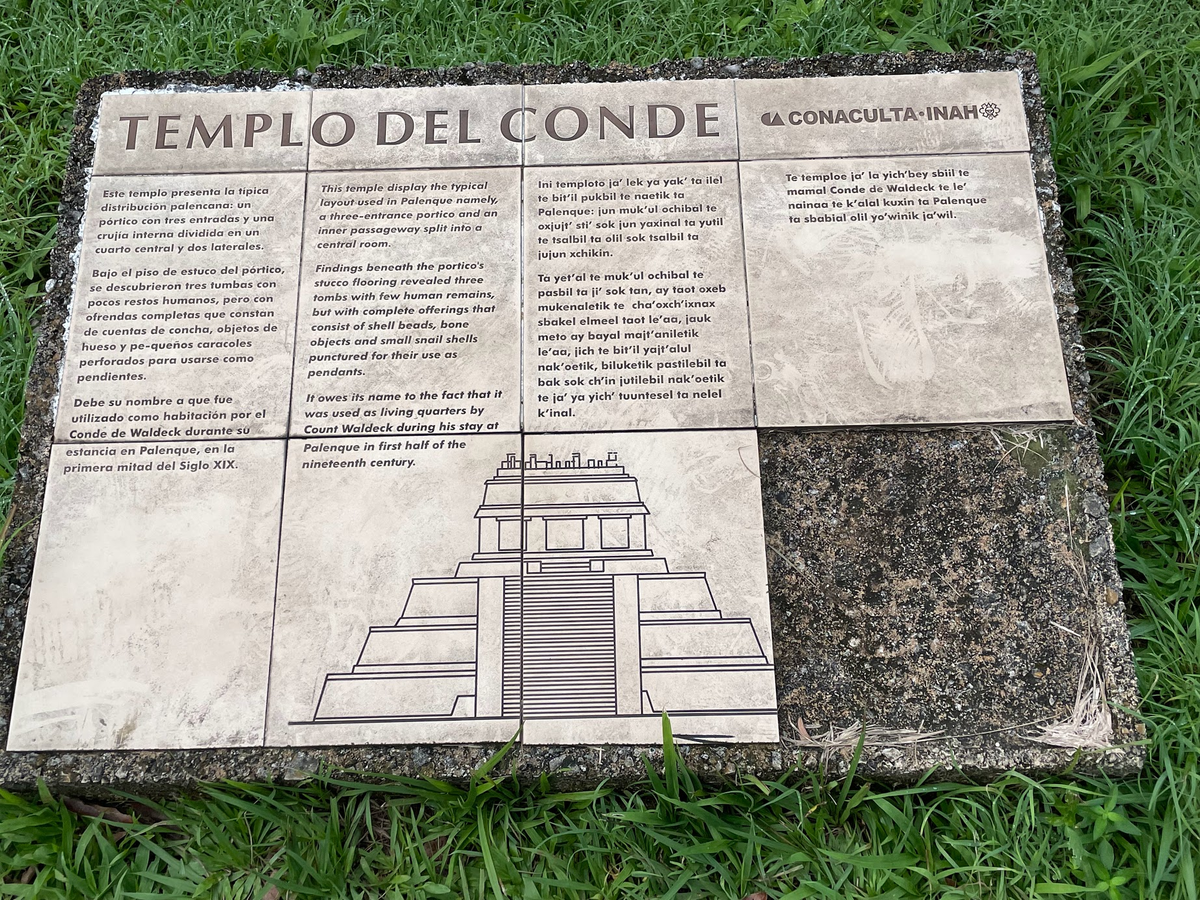 TEMPLO DEL CONDE
CONACULTA·INAH
Este templo presenta la típica
distribución palencana: un
pórtico con tres entradas y una
crujía interna dividida en un
cuarto central y dos laterales.
Bajo el piso de estuco del pórtico,
se descubrieron tres tumbas con
pocos restos humanos, pero con
ofrendas completas que constan
de cuentas de concha, objetos de
hueso y pe-queños caracoles
perforados para usarse como
pendientes.
Debe su nombre a que fue
utilizado como habitación por el
Conde de Waldeck durante su
estancia en Palenque, en la
primera mitad del Siglo XIX.
This temple display the typical
layout used in Palenque namely,
a three-entrance portico and an
inner passageway split into a
central room.
Findings beneath the portico's
stucco flooring revealed three
tombs with few human remains,
but with complete offerings that
consist of shell beads, bone
objects and small snail shells
punctured for their use as
pendants.
It owes its name to the fact that it
was used as living quarters by
Count Waldeck during his stay at
Palenque in first half of the
nineteenth century.
Ini temploto ja' lek ya yak' ta ilel
te bit'il pukbil te naetik ta
Palenque: jun muk'ul ochibal te
oxjujt' sti' sok jun yaxinal ta yutil
te tsalbil ta olil sok tsalbil ta
jujun xchikin.
Ta yet'al te muk'ul ochibal te
pasbil ta ji' sok tan, ay taot oxeb
mukenaletik te cha'oxch'ixnax
sbakel elmeel taot le'aa, jauk
meto ay bayal majt'aniletik
le'aa, jich te bit'il yajt'alul
nak'oetik, biluketik pastilebil ta
bak sok ch'in jutilebil nak'oetik
te ja' ya yich' tuuntesel ta nelel
k'inal.
Te temploe ja' la yich'bey sbiil te
mamal Conde de Waldeck te le'
nainaa te k'alal kuxin ta Palenque
ta sbabial olil yo'winik ja'wil.